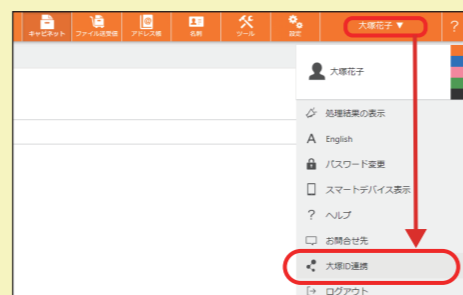 キャビネット
ファイル送受信
アドレス帳
名刺
ツール
設定
大塚花子 ▼
?
大塚花子
処理結果の表示
A English
パスワード変更
スマートデバイス表示
? ヘルプ
お問合せ先
大塚ID連携
ログアウト